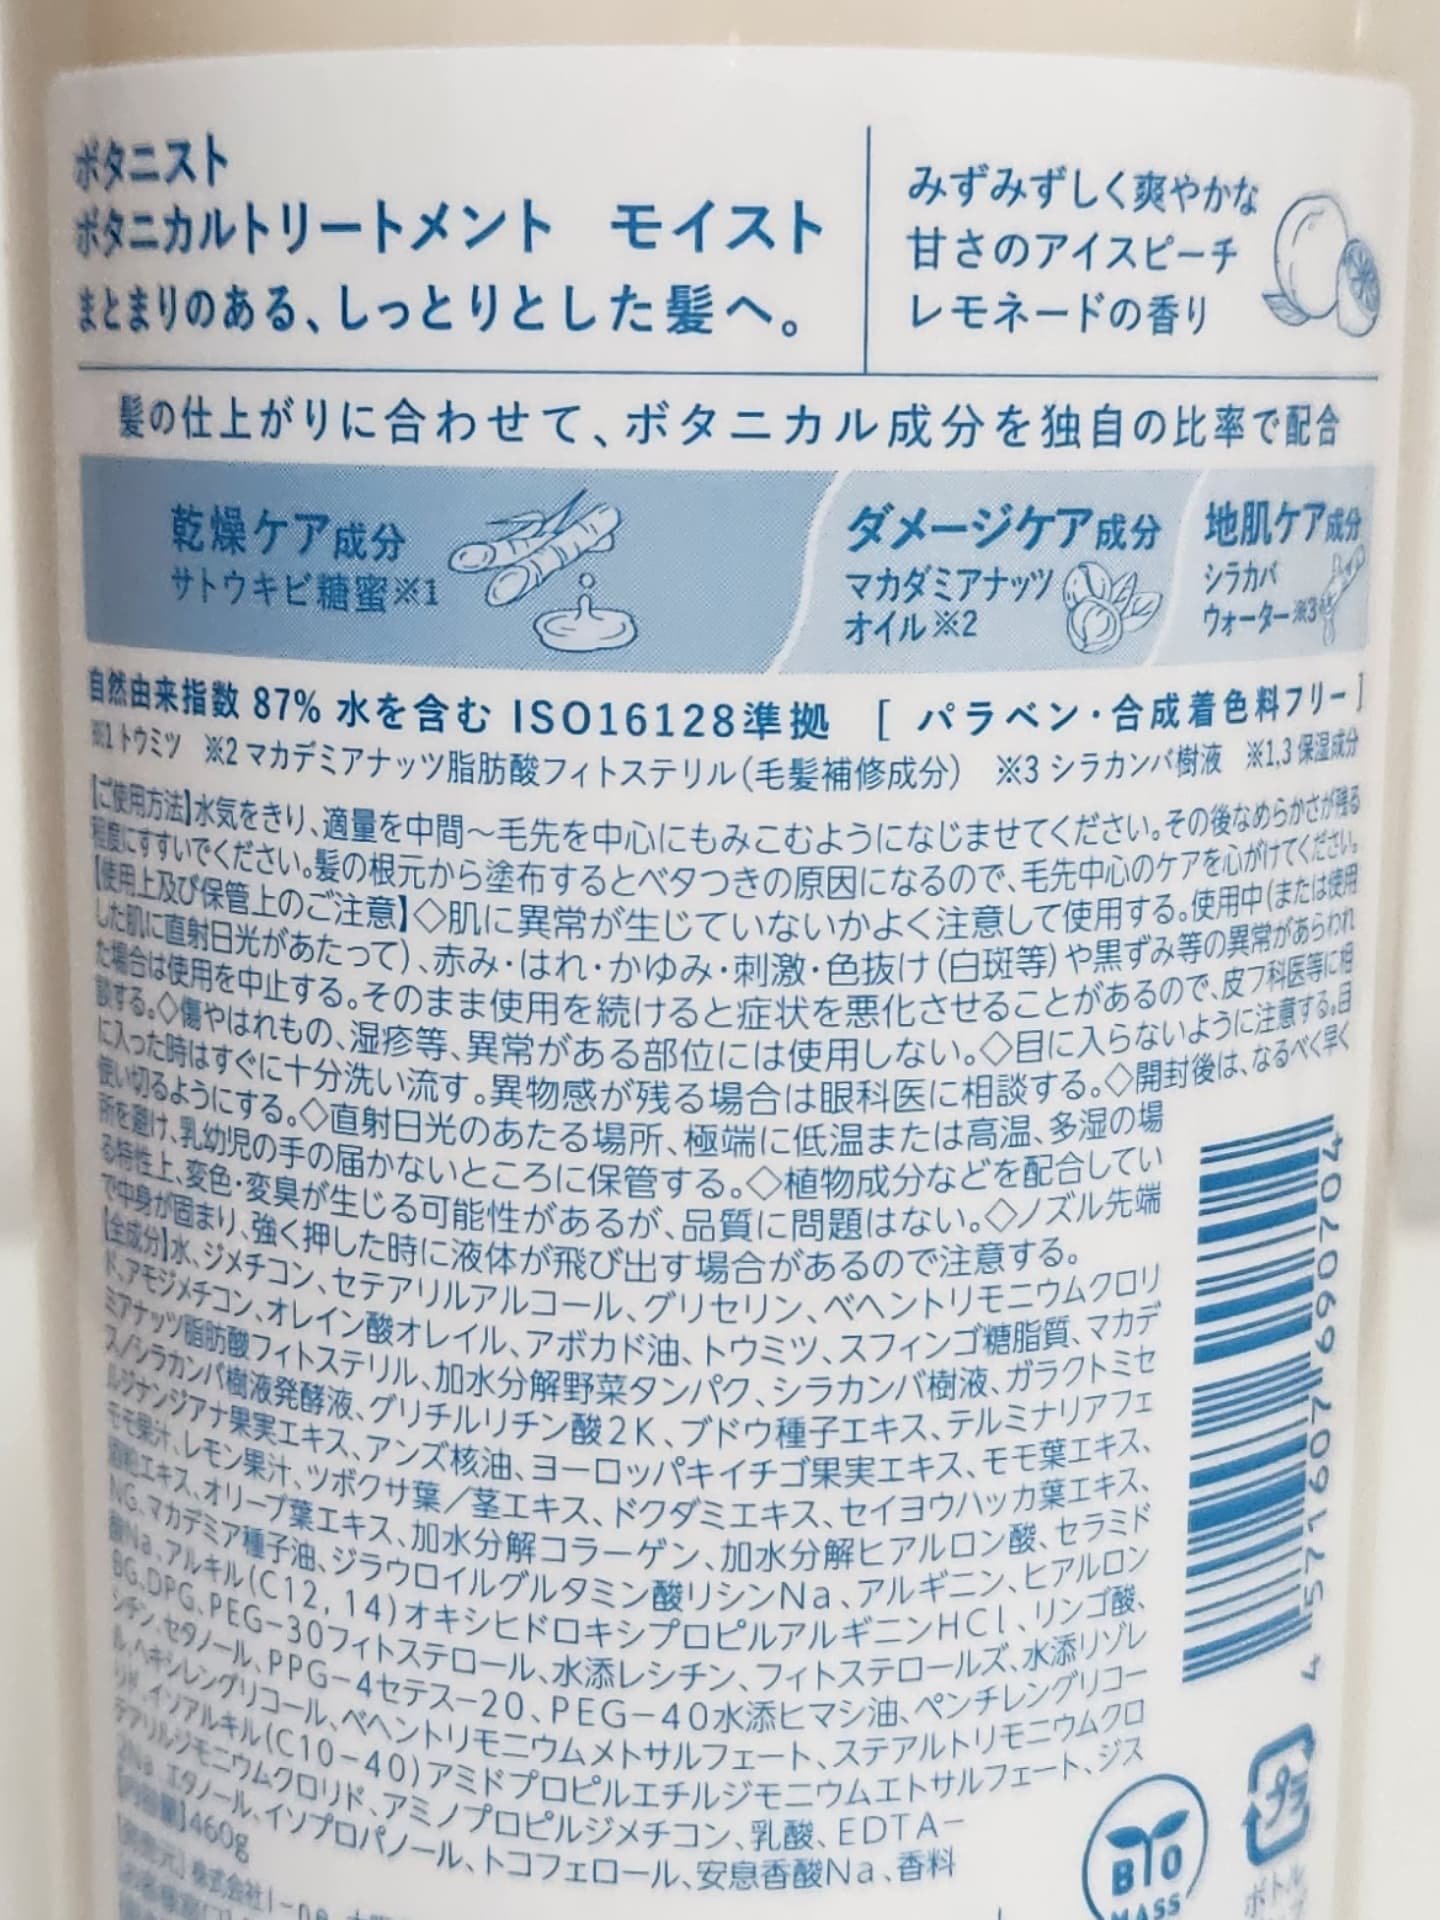 ボタニスト
ボタニカルトリートメント モイスト
まとまりのある、しっとりとした髪へ。
みずみずしく爽やかな
甘さのアイスピーチ
レモネードの香り
髪の仕上がりに合わせて、ボタニカル成分を独自の比率で配合
乾燥ケア成分
サトウキビ糖蜜※1
ダメージケア成分
マカダミアナッツ
オイル※2
地肌ケア成分
シラカバ
ウォーター※3
自然由来指数 87% 水を含む ISO16128準拠 [ パラベン・合成着色料フリー ]
※1 トウミツ ※2 マカデミアナッツ脂肪酸フィトステリル(毛髪補修成分) ※3 シラカンバ樹液 ※1,3 保湿成分
【ご使用方法】水気をきり、適量を中間〜毛先を中心にもみこむようになじませてください。その後なめらかさが残る
程度にすすいでください。髪の根元から塗布するとベタつきの原因になるので、毛先中心のケアを心がけてください。
【使用上及び保管上のご注意】◇肌に異常が生じていないかよく注意して使用する。使用中(または使用
した肌に直射日光があたって)、赤み・はれ・かゆみ・刺激・色抜け(白斑等)や黒ずみ等の異常があらわれ
た場合は使用を中止する。そのまま使用を続けると症状を悪化させることがあるので、皮フ科医等に相
談する。◇傷やはれもの、湿疹等、異常がある部位には使用しない。◇目に入らないように注意する。目
に入った時はすぐに十分洗い流す。異物感が残る場合は眼科医に相談する。◇開封後は、なるべく早く
使い切るようにする。◇直射日光のあたる場所、極端に低温または高温、多湿の場
所を避け、乳幼児の手の届かないところに保管する。◇植物成分などを配合してい
る特性上、変色・変臭が生じる可能性があるが、品質に問題はない。◇ノズル先端
で中身が固まり、強く押した時に液体が飛び出す場合があるので注意する。
【全成分】水、ジメチコン、セテアリルアルコール、グリセリン、ベヘントリモニウムクロリ
ド、アモジメチコン、オレイン酸オレイル、アボカド油、トウミツ、スフィンゴ糖脂質、マカデ
ミアナッツ脂肪酸フィトステリル、加水分解野菜タンパク、シラカンバ樹液、ガラクトミセ
ス/シラカンバ樹液発酵液、グリチルリチン酸2K、ブドウ種子エキス、テルミナリアフェ
ルジナンジアナ果実エキス、アンズ核油、ヨーロッパキイチゴ果実エキス、モモ葉エキス、
モモ果汁、レモン果汁、ツボクサ葉/茎エキス、ドクダミエキス、セイヨウハッカ葉エキス、
酒粕エキス、オリーブ葉エキス、加水分解コラーゲン、加水分解ヒアルロン酸、セラミド
NG、マカデミア種子油、ジラウロイルグルタミン酸リシンNa、アルギニン、ヒアルロン
酸Na、アルキル(C12,14)オキシヒドロキシプロピルアルギニンHCl、リンゴ酸、
BG、DPG、PEG-30フィトステロール、水添レシチン、フィトステロールズ、水添リゾレ
シチン、セタノール、PPG-4セテス-20、PEG-40水添ヒマシ油、ペンチレングリコー
ル、ヘキシレングリコール、ベヘントリモニウムメトサルフェート、ステアルトリモニウムクロ
リド、イソアルキル(C10-40)アミドプロピルエチルジモニウムエトサルフェート、ジス
テアリルジモニウムクロリド、アミノプロピルジメチコン、乳酸、EDTA-
2Na、エタノール、イソプロパノール、トコフェロール、安息香酸Na、香料
【内容量】460g
株式会社I-ne
4 571609 707004
プラ
ボトル
BIO
MASS